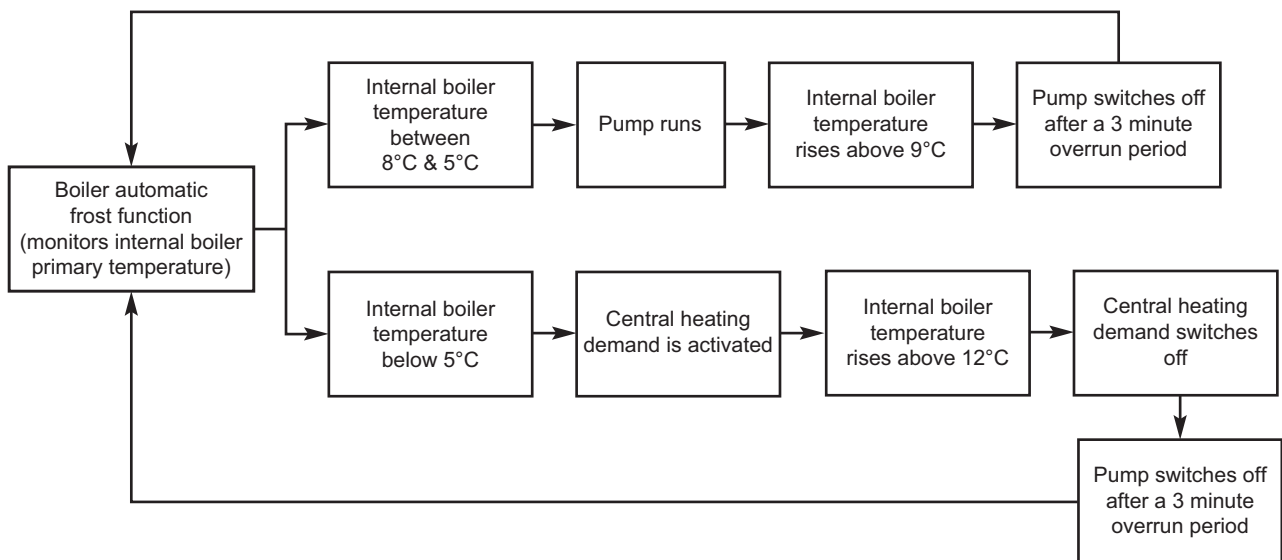 Internal boiler
temperature
between
8°C & 5°C
Pump runs
Internal boiler
temperature
rises above 9°C
Pump switches off
after a 3 minute
overrun period
Boiler automatic
frost function
(monitors internal boiler
primary temperature)
Internal boiler
temperature
below 5°C
Central heating
demand is activated
Internal boiler
temperature
rises above 12°C
Central heating
demand switches
off
Pump switches off
after a 3 minute
overrun period